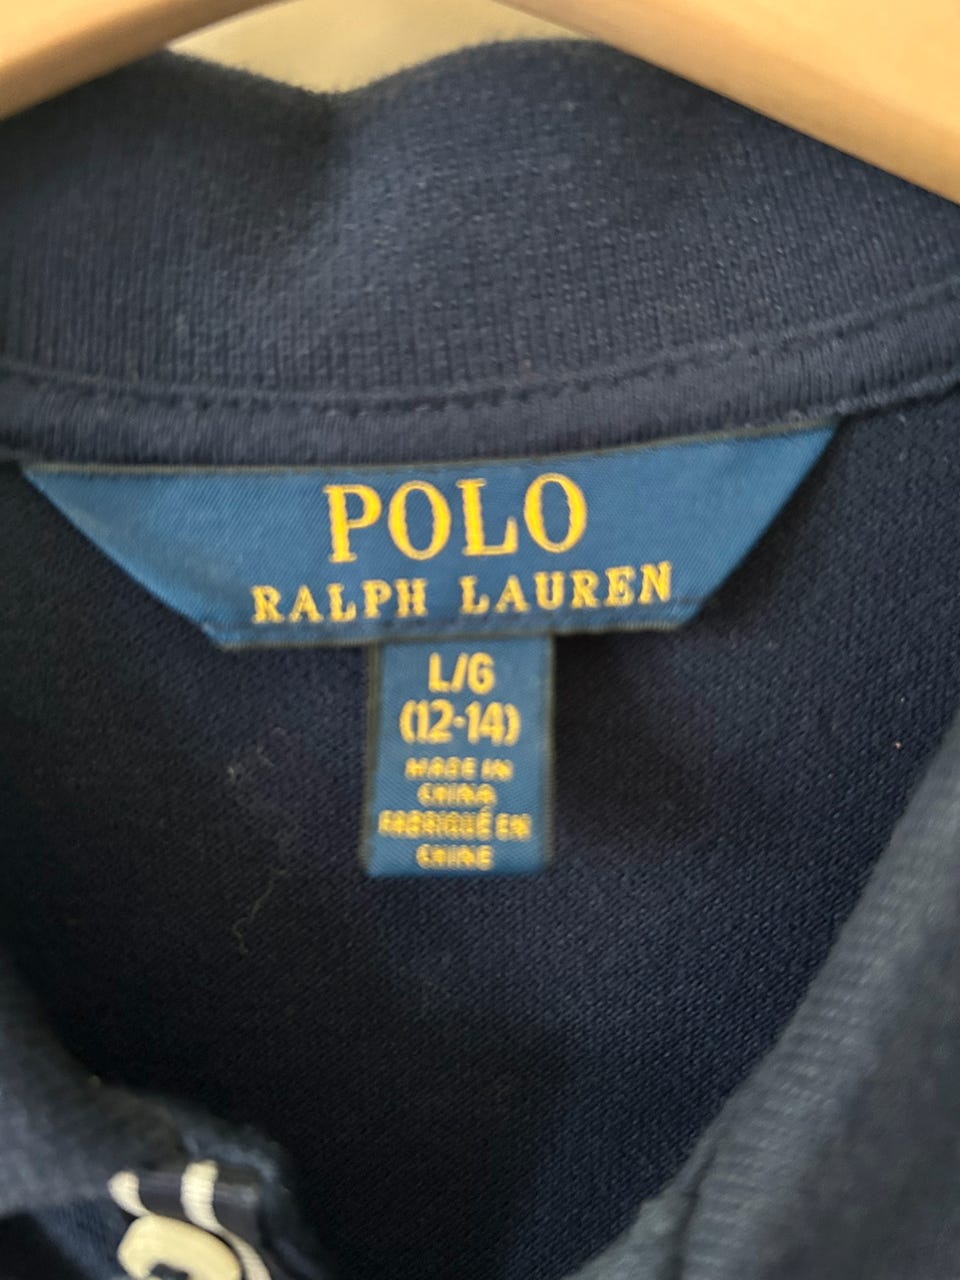 POLO
RALPH LAUREN
L/G
(12-14)
MADE IN
CHINA
FABRIQUÉ EN
CHINE